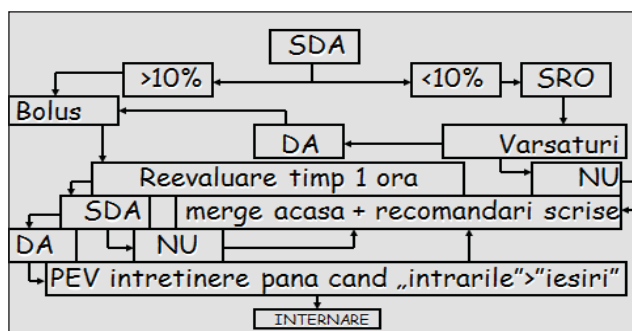 SDA
>10% <10% SRO
Bolus
DA Varsaturi
Reevaluare timp 1 ora NU
SDA merge acasa + recomandari scrise
DA NU
PEV intretinere pana cand „intrarile”>”iesiri”
INTERNARE